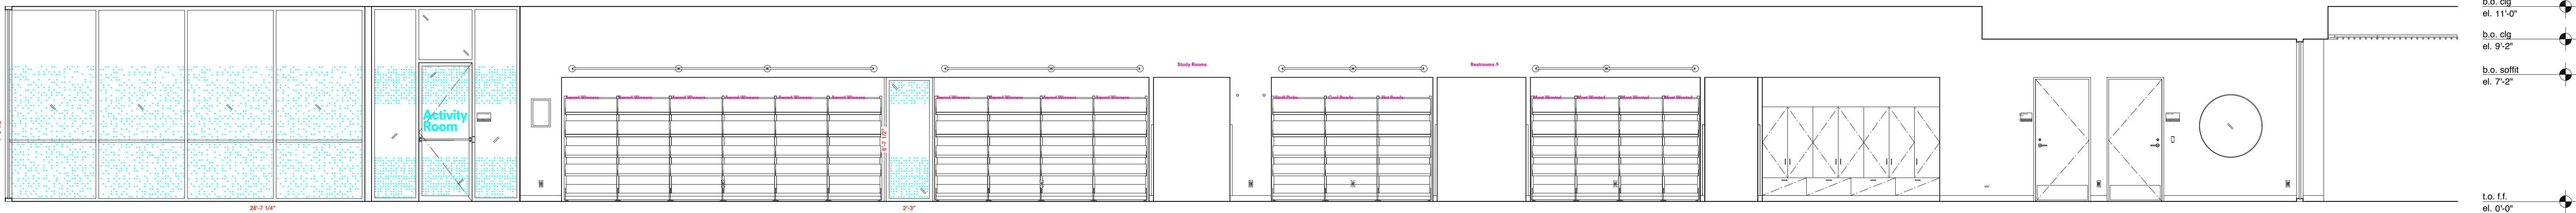 b.o. clg
el. 11'-0"
b.o. clg
el. 9'-2"
Study Rooms
Restrooms
b.o. soffit
el. 7'-2"
Award Winners
Award Winners
Award Winners
Award Winners
Award Winners
Award Winners
Award Winners
Award Winners
Award Winners
Award Winners
Staff Picks
Cool Reads
Hot Reads
Most Wanted
Most Wanted
Most Wanted
Most Wanted
Activity
Room
6'-7 1/2"
t.o. f.f.
el. 0'-0"
28'-7 1/4"
2'-3"